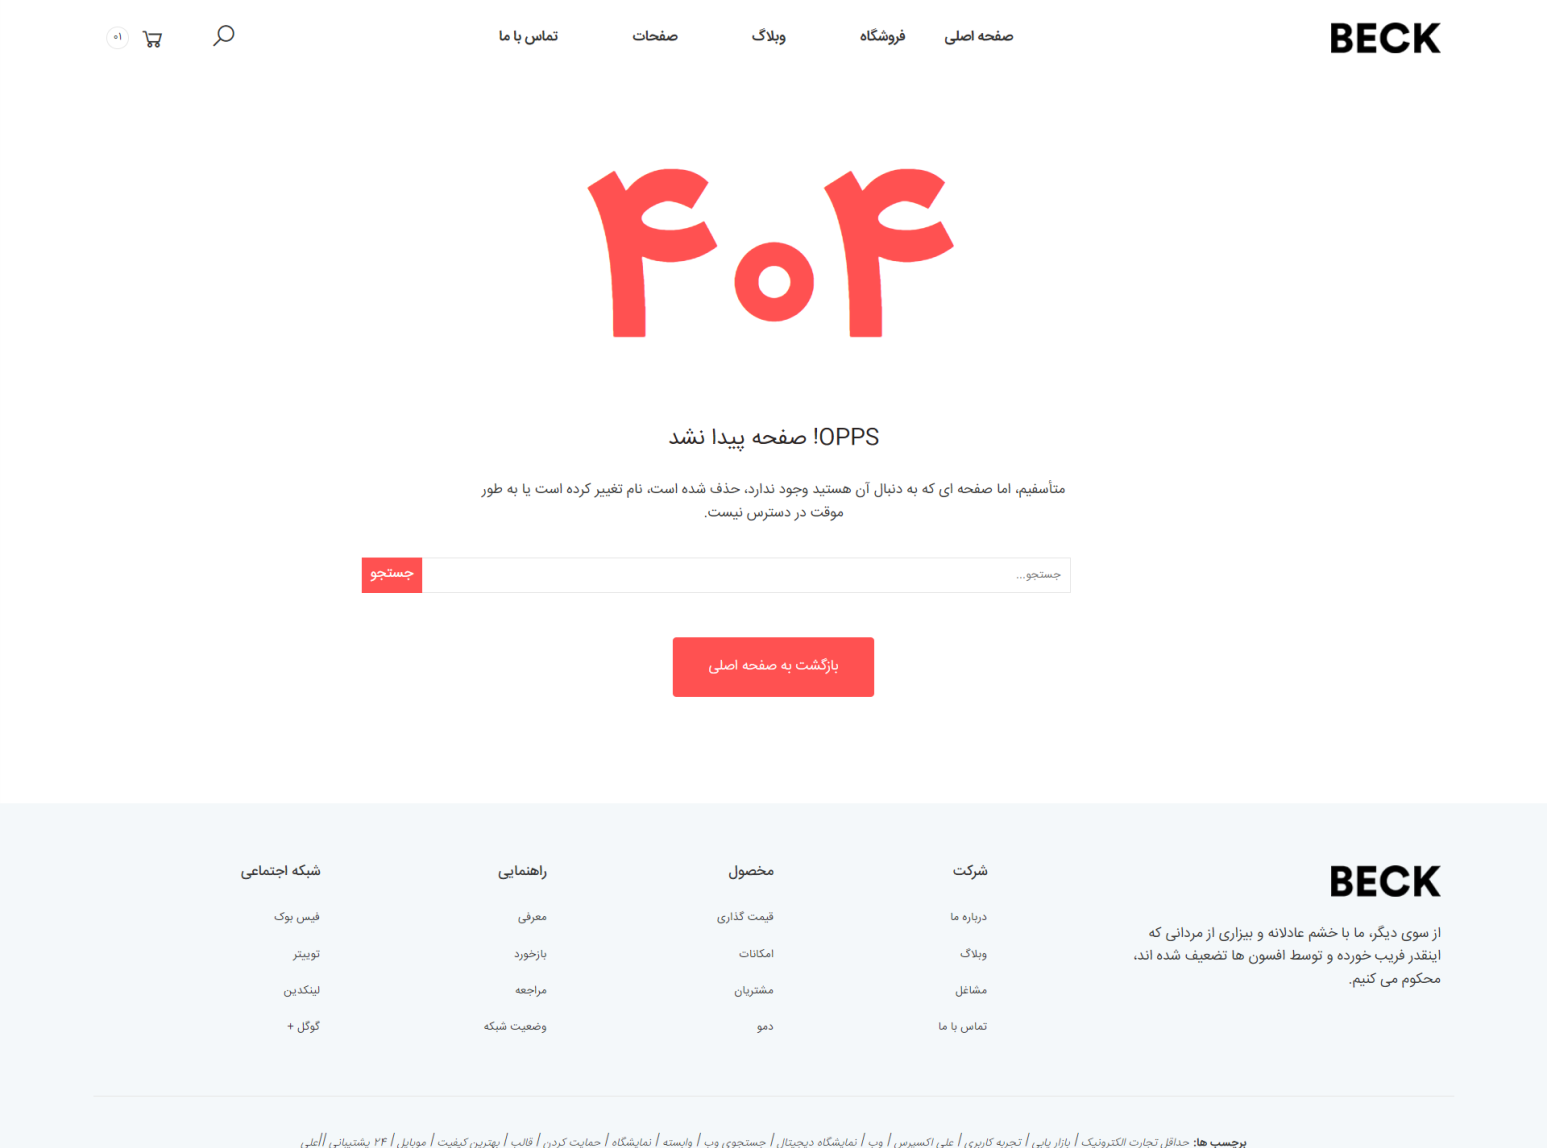 BECK
صفحه اصلی
فروشگاه
وبلاگ
صفحات
تماس با ما
۰۱
۴۰۴
OPPS! صفحه پیدا نشد
متأسفیم، اما صفحه ای که به دنبال آن هستید وجود ندارد، حذف شده است، نام تغییر کرده است یا به طور
موقت در دسترس نیست.
جستجو...
جستجو
بازگشت به صفحه اصلی
BECK
از سوی دیگر، ما با خشم عادلانه و بیزاری از مردانی که
اینقدر فریب خورده و توسط افسون ها تضعیف شده اند،
محکوم می کنیم.
شرکت
درباره ما
وبلاگ
مشاغل
تماس با ما
محصول
قیمت گذاری
امکانات
مشتریان
دمو
راهنمایی
معرفی
بازخورد
مراجعه
وضعیت شبکه
شبکه اجتماعی
فیس بوک
توییتر
لینکدین
گوگل +
برچسب ها: حداقل تجارت الکترونیک | بازار یابی | تجربه کاربری | علی اکسپرس | وب | نمایشگاه دیجیتال | جستجوی وب | وابسته | نمایشگاه | حمایت کردن | قالب | بهترین کیفیت | موبایل | ۲۴ پشتیبانی ||علی